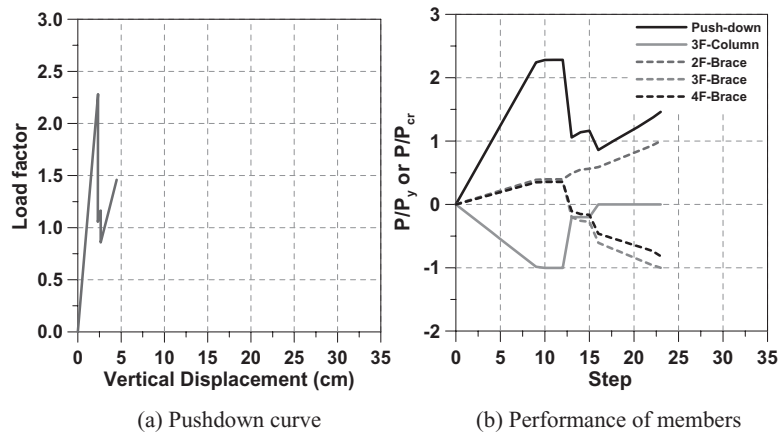 3.0
2.5
2.0
1.5
1.0
0.5
0.0
Load factor
0 5 10 15 20 25 30 35
Vertical Displacement (cm)
(a) Pushdown curve
3
2
1
0
-1
-2
P/Py or P/Pcr
Push-down
3F-Column
2F-Brace
3F-Brace
4F-Brace
0 5 10 15 20 25 30 35
Step
(b) Performance of members